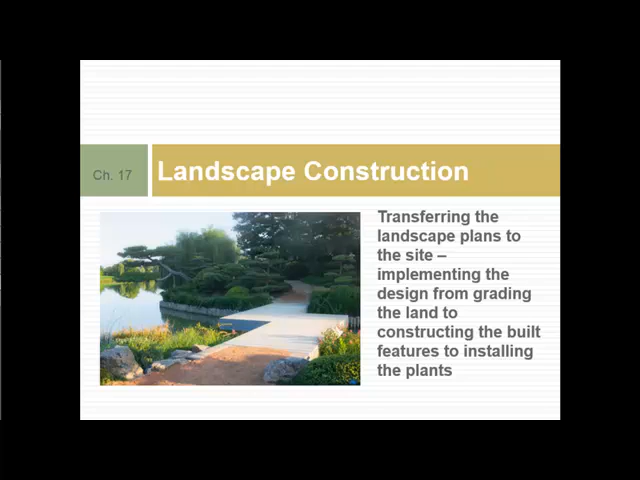 Ch. 17
Landscape Construction
Transferring the
landscape plans to
the site –
implementing the
design from grading
the land to
constructing the built
features to installing
the plants